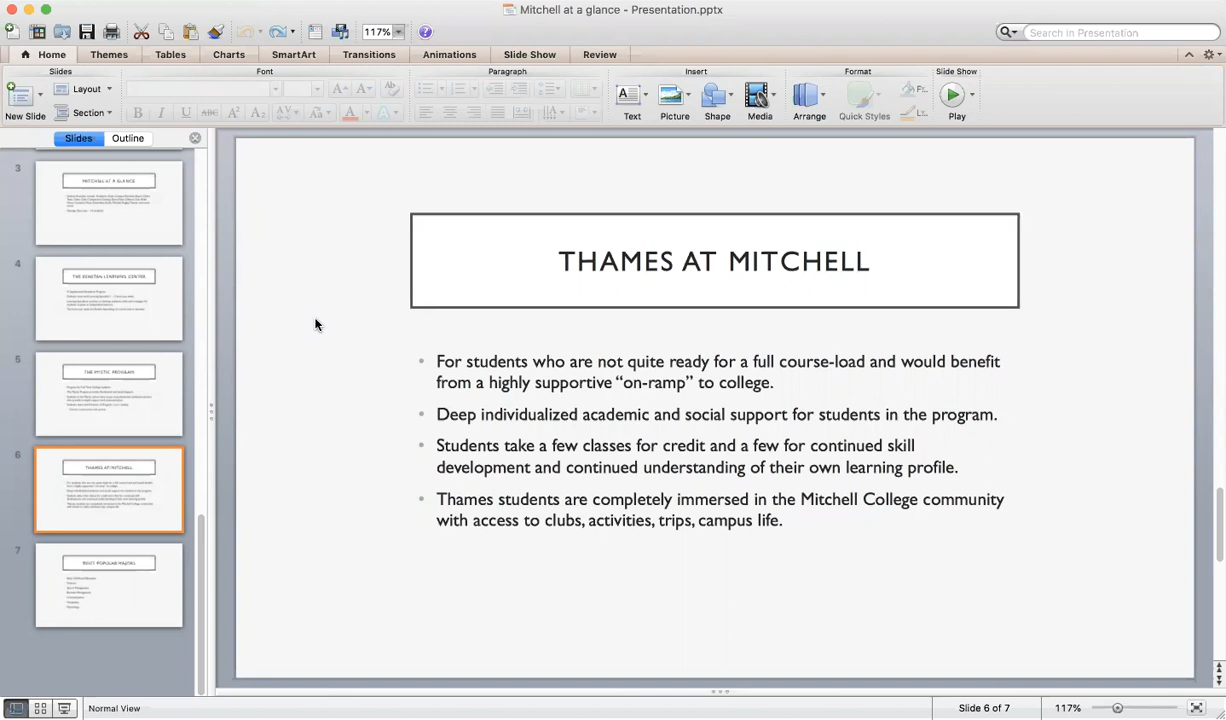 Mitchell at a glance - Presentation.pptx
117%
Search in Presentation
Home Themes Tables Charts SmartArt Transitions Animations Slide Show Review
Slides Font Paragraph Insert Format Slide Show
Layout
Section
New Slide
Text Picture Shape Media Arrange Quick Styles Play
Slides Outline
3
MITCHELL AT A GLANCE
4
5
THE MYSTIC PROGRAM
6
THAMES AT MITCHELL
7
MOST POPULAR MAJORS
THAMES AT MITCHELL
• For students who are not quite ready for a full course-load and would benefit
from a highly supportive “on-ramp” to college.
• Deep individualized academic and social support for students in the program.
• Students take a few classes for credit and a few for continued skill
development and continued understanding of their own learning profile.
• Thames students are completely immersed in the Mitchell College community
with access to clubs, activities, trips, campus life.
Normal View
Slide 6 of 7
117%